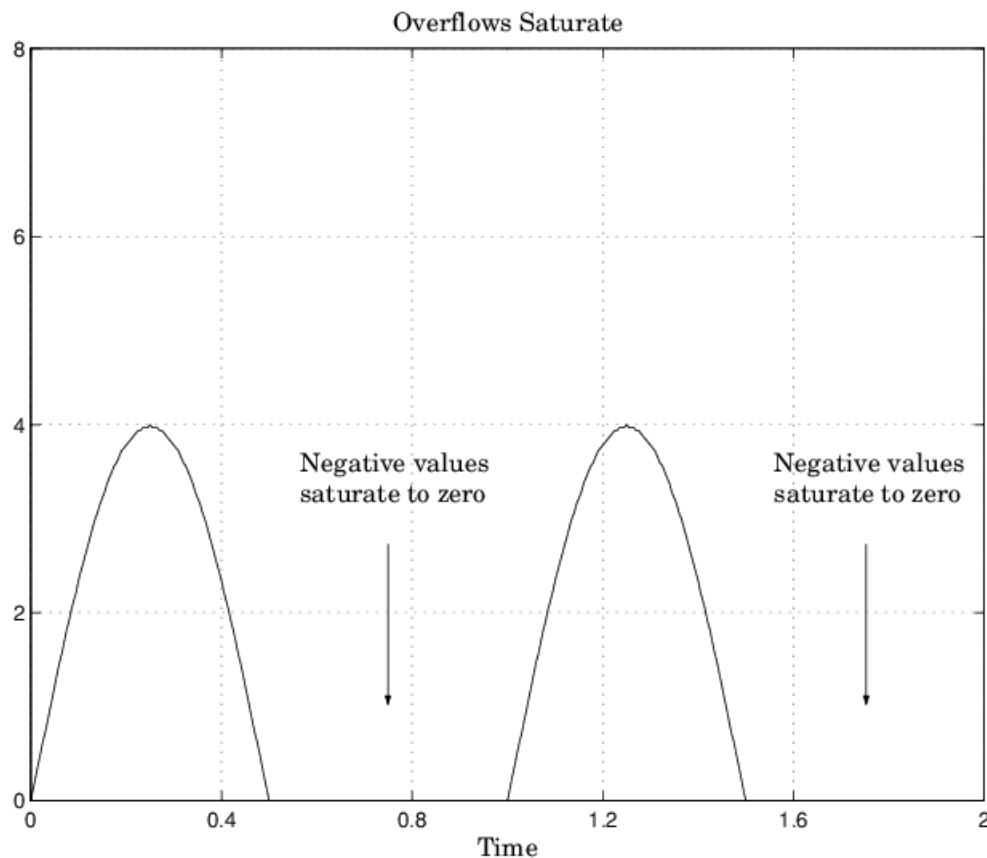 Overflows Saturate
8
6
4
Negative values
saturate to zero
Negative values
saturate to zero
2
0
0 0.4 0.8 1.2 1.6 2
Time